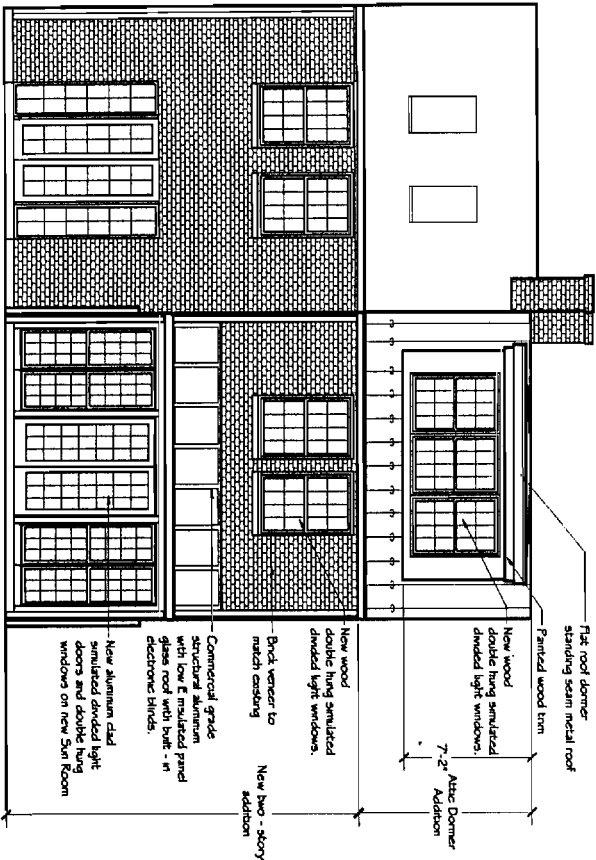 Flat roof dormer
standing seam metal roof
Painted wood trim
New wood
double hung simulated
divided light windows.
7'-2" Attic Dormer
Addition
New wood
double hung simulated
divided light windows.
Brick veneer to
match existing
Commercial grade
structural aluminum
with low E insulated panel
glass roof with built - in
electronic blinds.
New two - story
addition
New aluminum clad
simulated divided light
doors and double hung
windows on new Sun Room